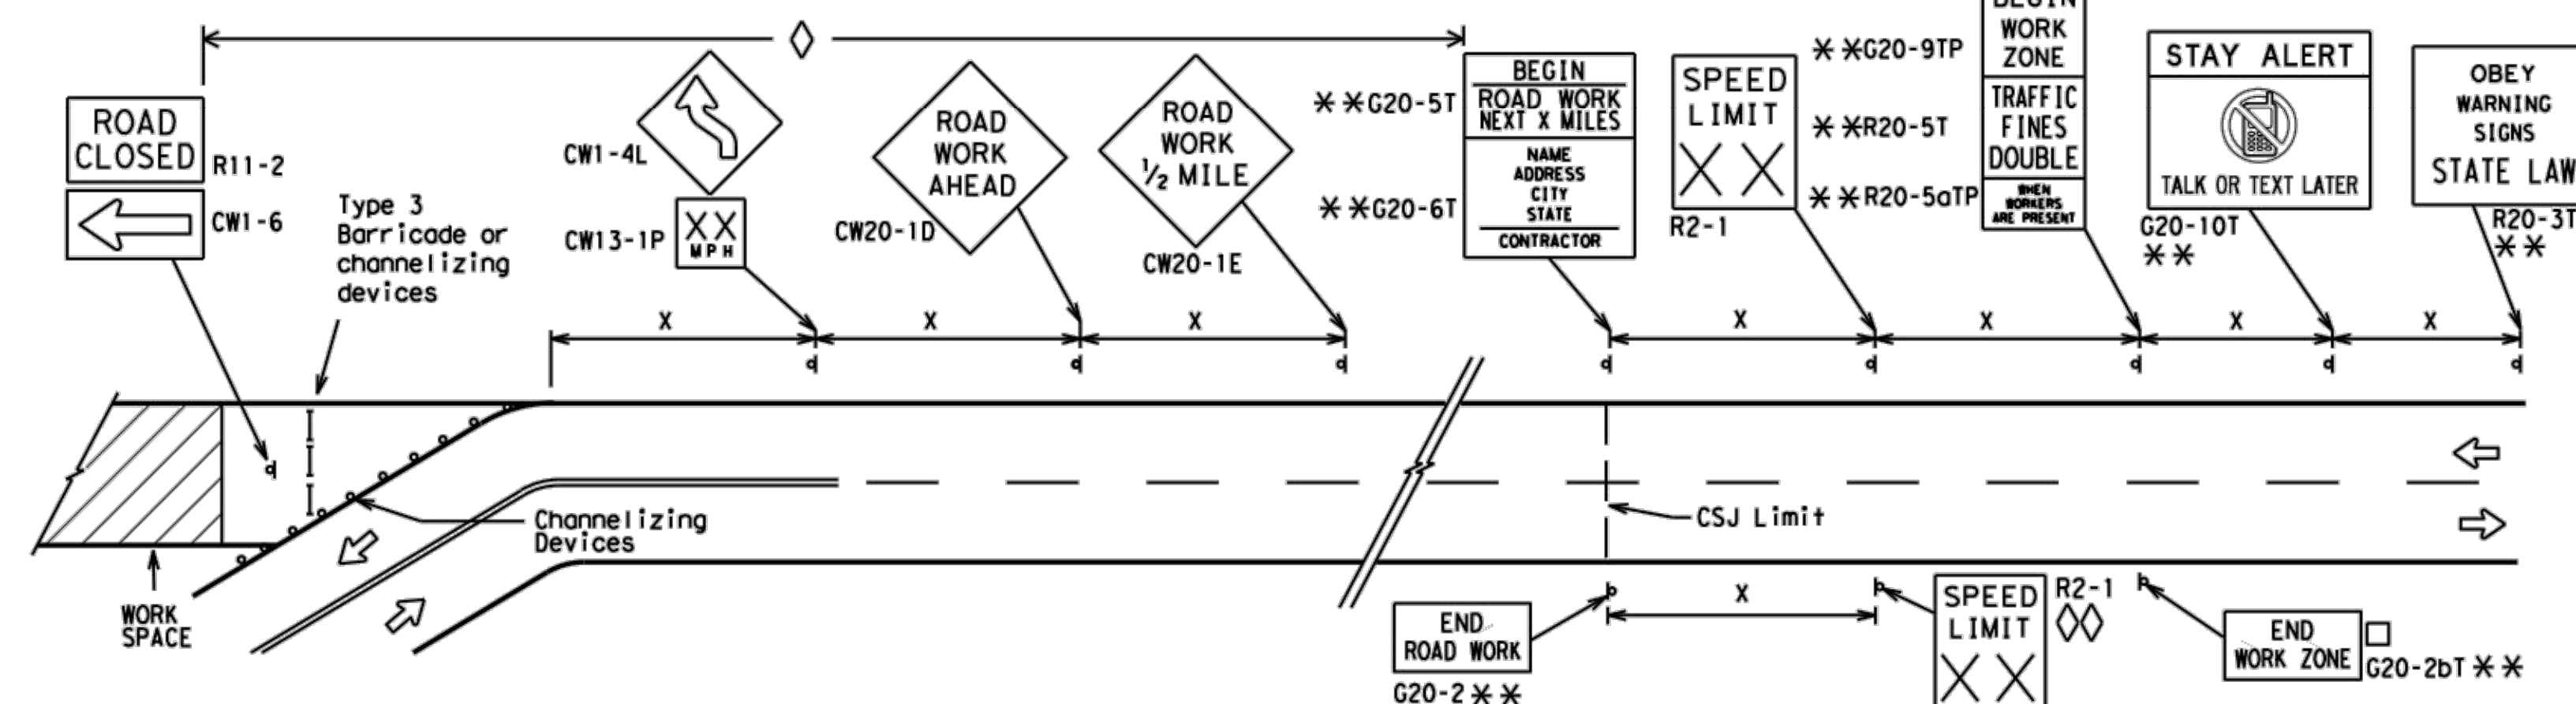 ROAD
CLOSED
R11-2
CW1-6
Type 3
Barricade or
channelizing
devices
CW1-4L
XX
MPH
CW13-1P
ROAD
WORK
AHEAD
CW20-1D
ROAD
WORK
½ MILE
CW20-1E
**G20-5T
BEGIN
ROAD WORK
NEXT X MILES
**G20-6T
NAME
ADDRESS
CITY
STATE
CONTRACTOR
SPEED
LIMIT
X X
R2-1
**G20-9TP
**R20-5T
**R20-5aTP
BEGIN
WORK
ZONE
TRAFFIC
FINES
DOUBLE
WHEN
WORKERS
ARE PRESENT
STAY ALERT
TALK OR TEXT LATER
G20-10T
**
OBEY
WARNING
SIGNS
STATE LAW
R20-3T
**
X
X
X
X
X
X
X
Channelizing
Devices
CSJ Limit
WORK
SPACE
END
ROAD WORK
G20-2**
X
SPEED
LIMIT
X X
R2-1
END
WORK ZONE
G20-2bT**